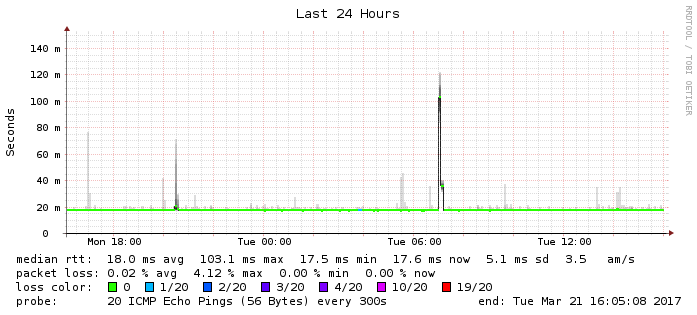 Last 24 Hours
RRDTOOL / TOBI OETIKER
Seconds
140 m
120 m
100 m
80 m
60 m
40 m
20 m
0
Mon 18:00 Tue 00:00 Tue 06:00 Tue 12:00
median rtt: 18.0 ms avg 103.1 ms max 17.5 ms min 17.6 ms now 5.1 ms sd 3.5 am/s
packet loss: 0.02 % avg 4.12 % max 0.00 % min 0.00 % now
loss color: 0 1/20 2/20 3/20 4/20 10/20 19/20
probe: 20 ICMP Echo Pings (56 Bytes) every 300s end: Tue Mar 21 16:05:08 2017